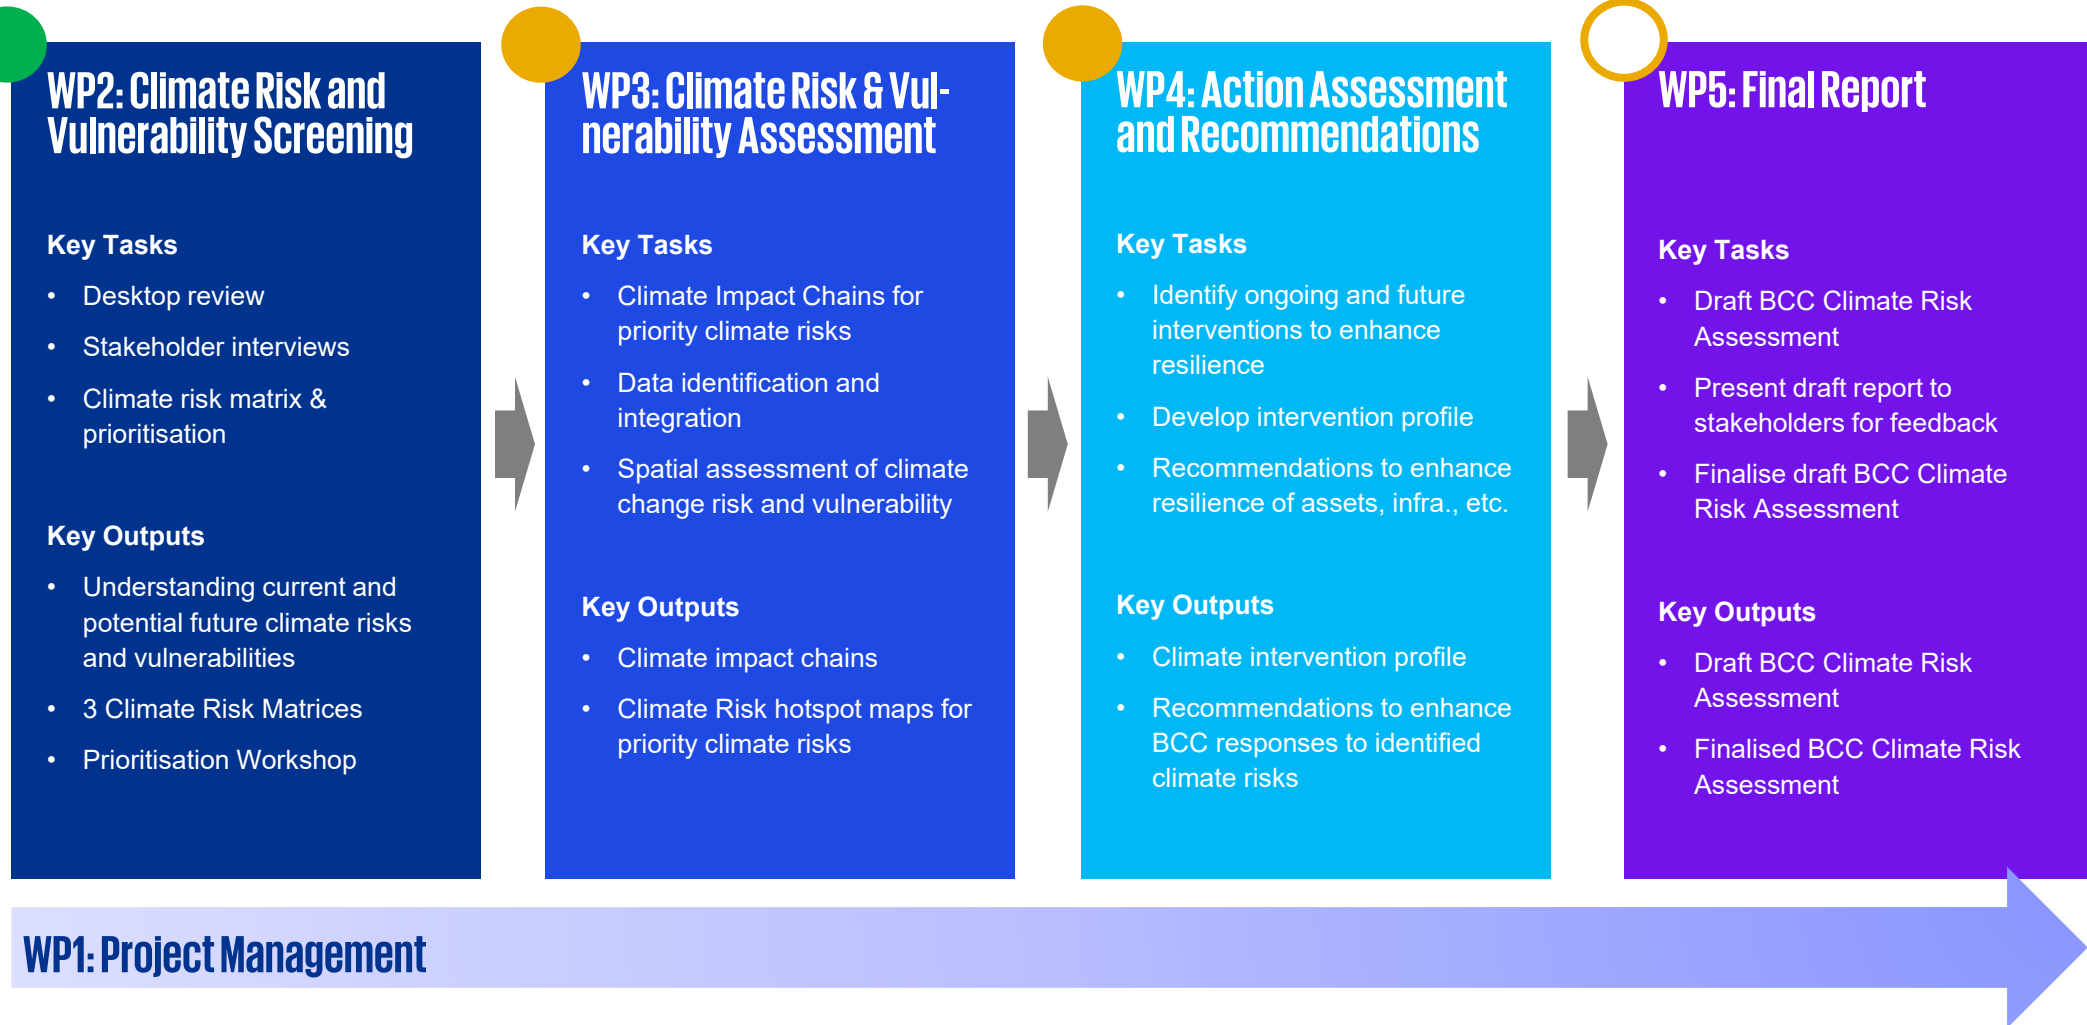 WP2: Climate Risk and
Vulnerability Screening
Key Tasks
• Desktop review
• Stakeholder interviews
• Climate risk matrix &
prioritisation
Key Outputs
• Understanding current and
potential future climate risks
and vulnerabilities
• 3 Climate Risk Matrices
• Prioritisation Workshop
WP3: Climate Risk & Vul-
nerability Assessment
Key Tasks
• Climate Impact Chains for
priority climate risks
• Data identification and
integration
• Spatial assessment of climate
change risk and vulnerability
Key Outputs
• Climate impact chains
• Climate Risk hotspot maps for
priority climate risks
WP4: Action Assessment
and Recommendations
Key Tasks
• Identify ongoing and future
interventions to enhance
resilience
• Develop intervention profile
• Recommendations to enhance
resilience of assets, infra., etc.
Key Outputs
• Climate intervention profile
• Recommendations to enhance
BCC responses to identified
climate risks
WP5: Final Report
Key Tasks
• Draft BCC Climate Risk
Assessment
• Present draft report to
stakeholders for feedback
• Finalise draft BCC Climate
Risk Assessment
Key Outputs
• Draft BCC Climate Risk
Assessment
• Finalised BCC Climate Risk
Assessment
WP1: Project Management